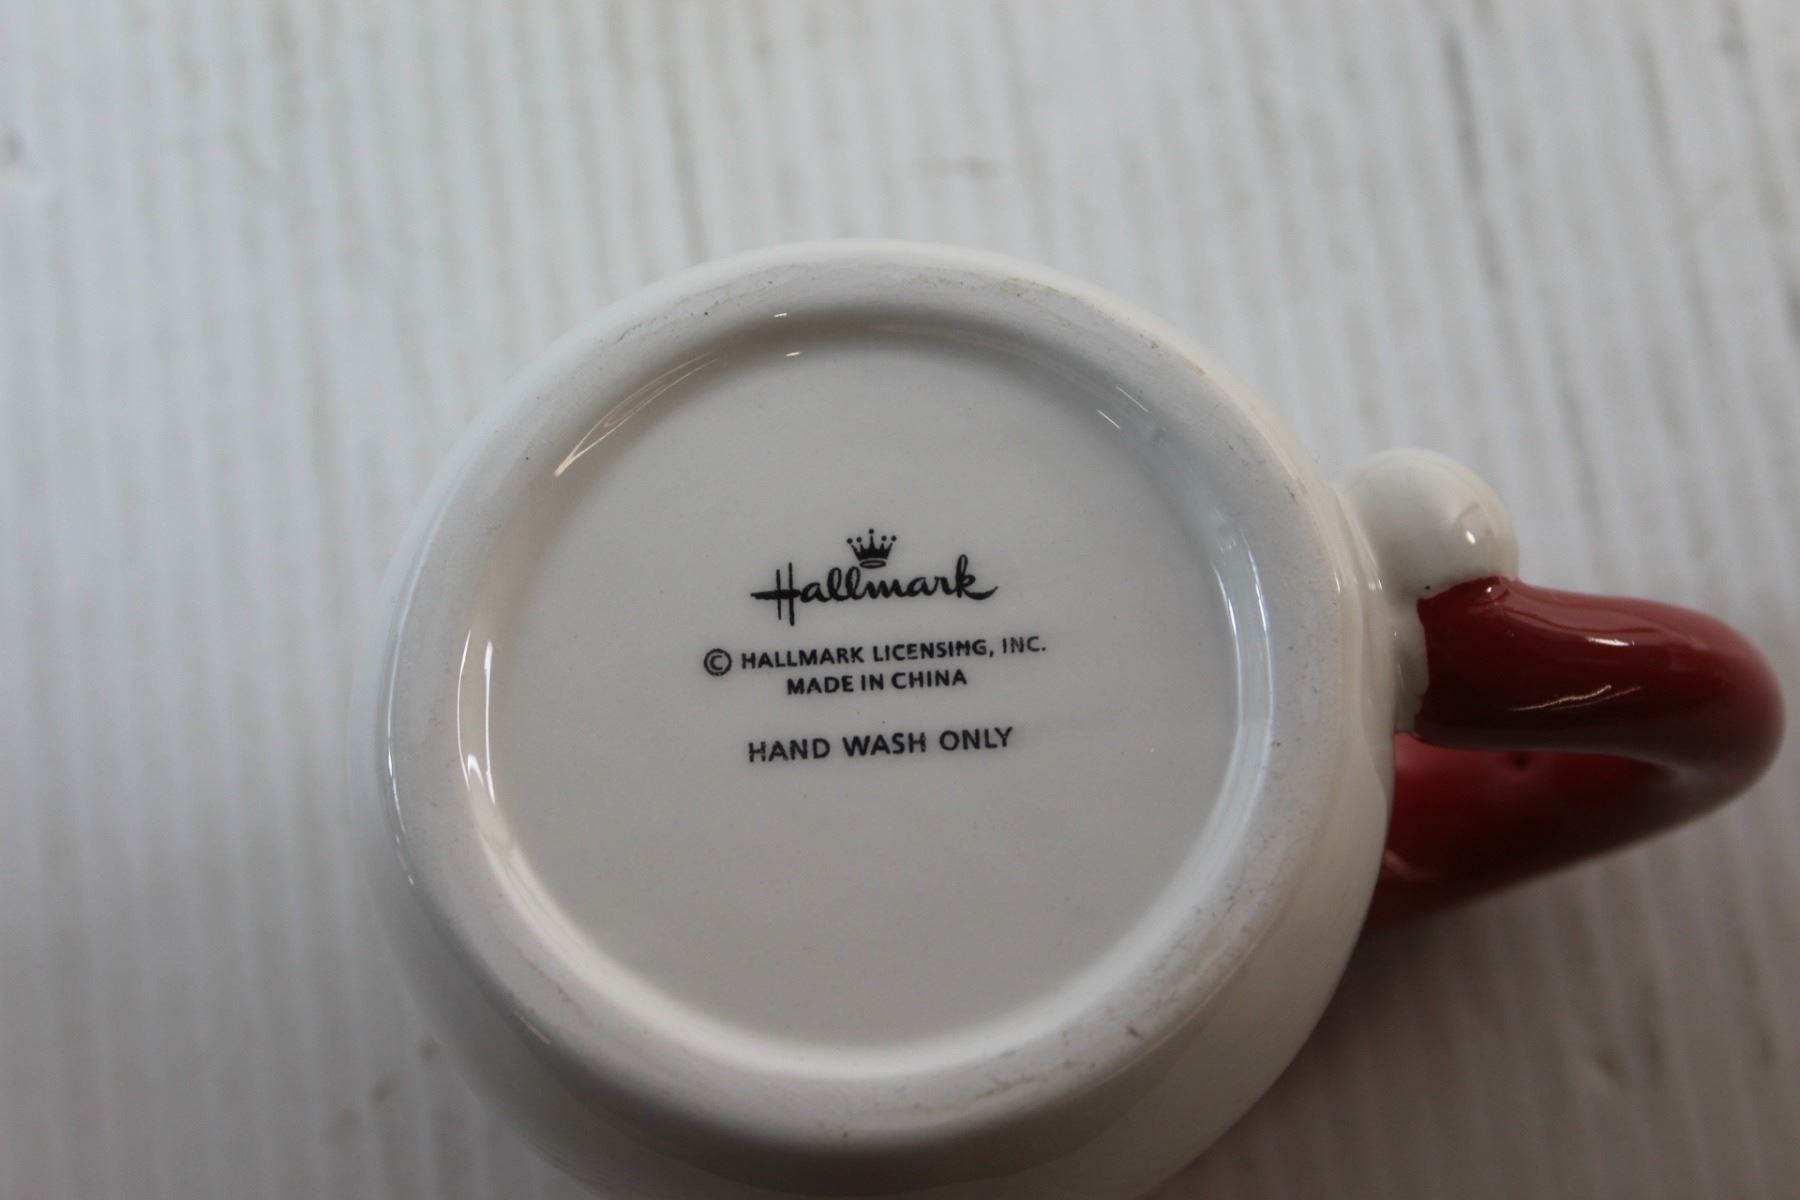 Hallmark
© HALLMARK LICENSING, INC.
MADE IN CHINA
HAND WASH ONLY